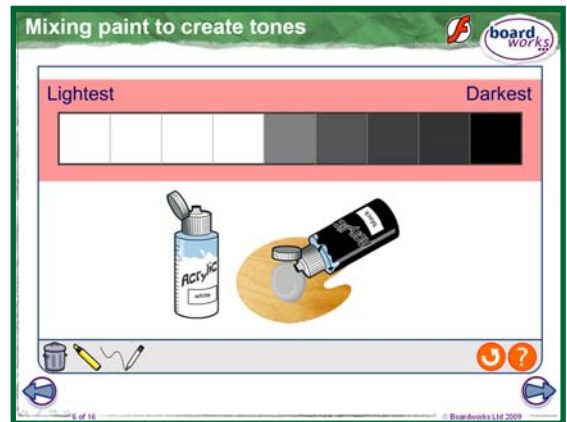 Mixing paint to create tones
board
works
Lightest Darkest
Acrylic
white
Acrylic
black
?
6 of 16 © Boardworks Ltd 2009